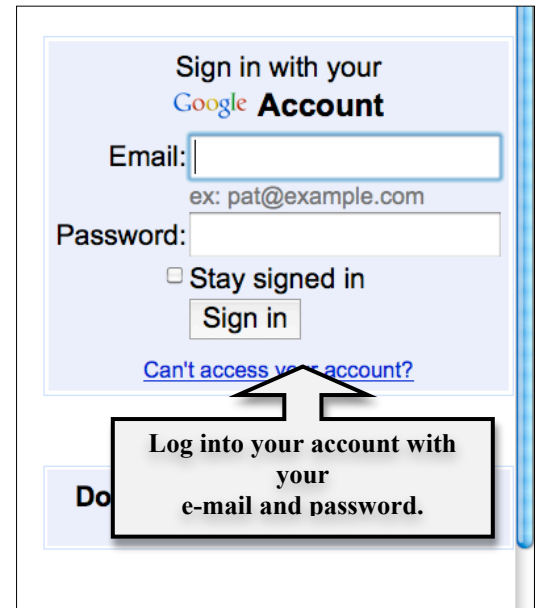 Sign in with your
Google Account
Email:
ex: pat@example.com
Password:
Stay signed in
Sign in
Can't access your account?
Log into your account with
your
e-mail and password.
Do